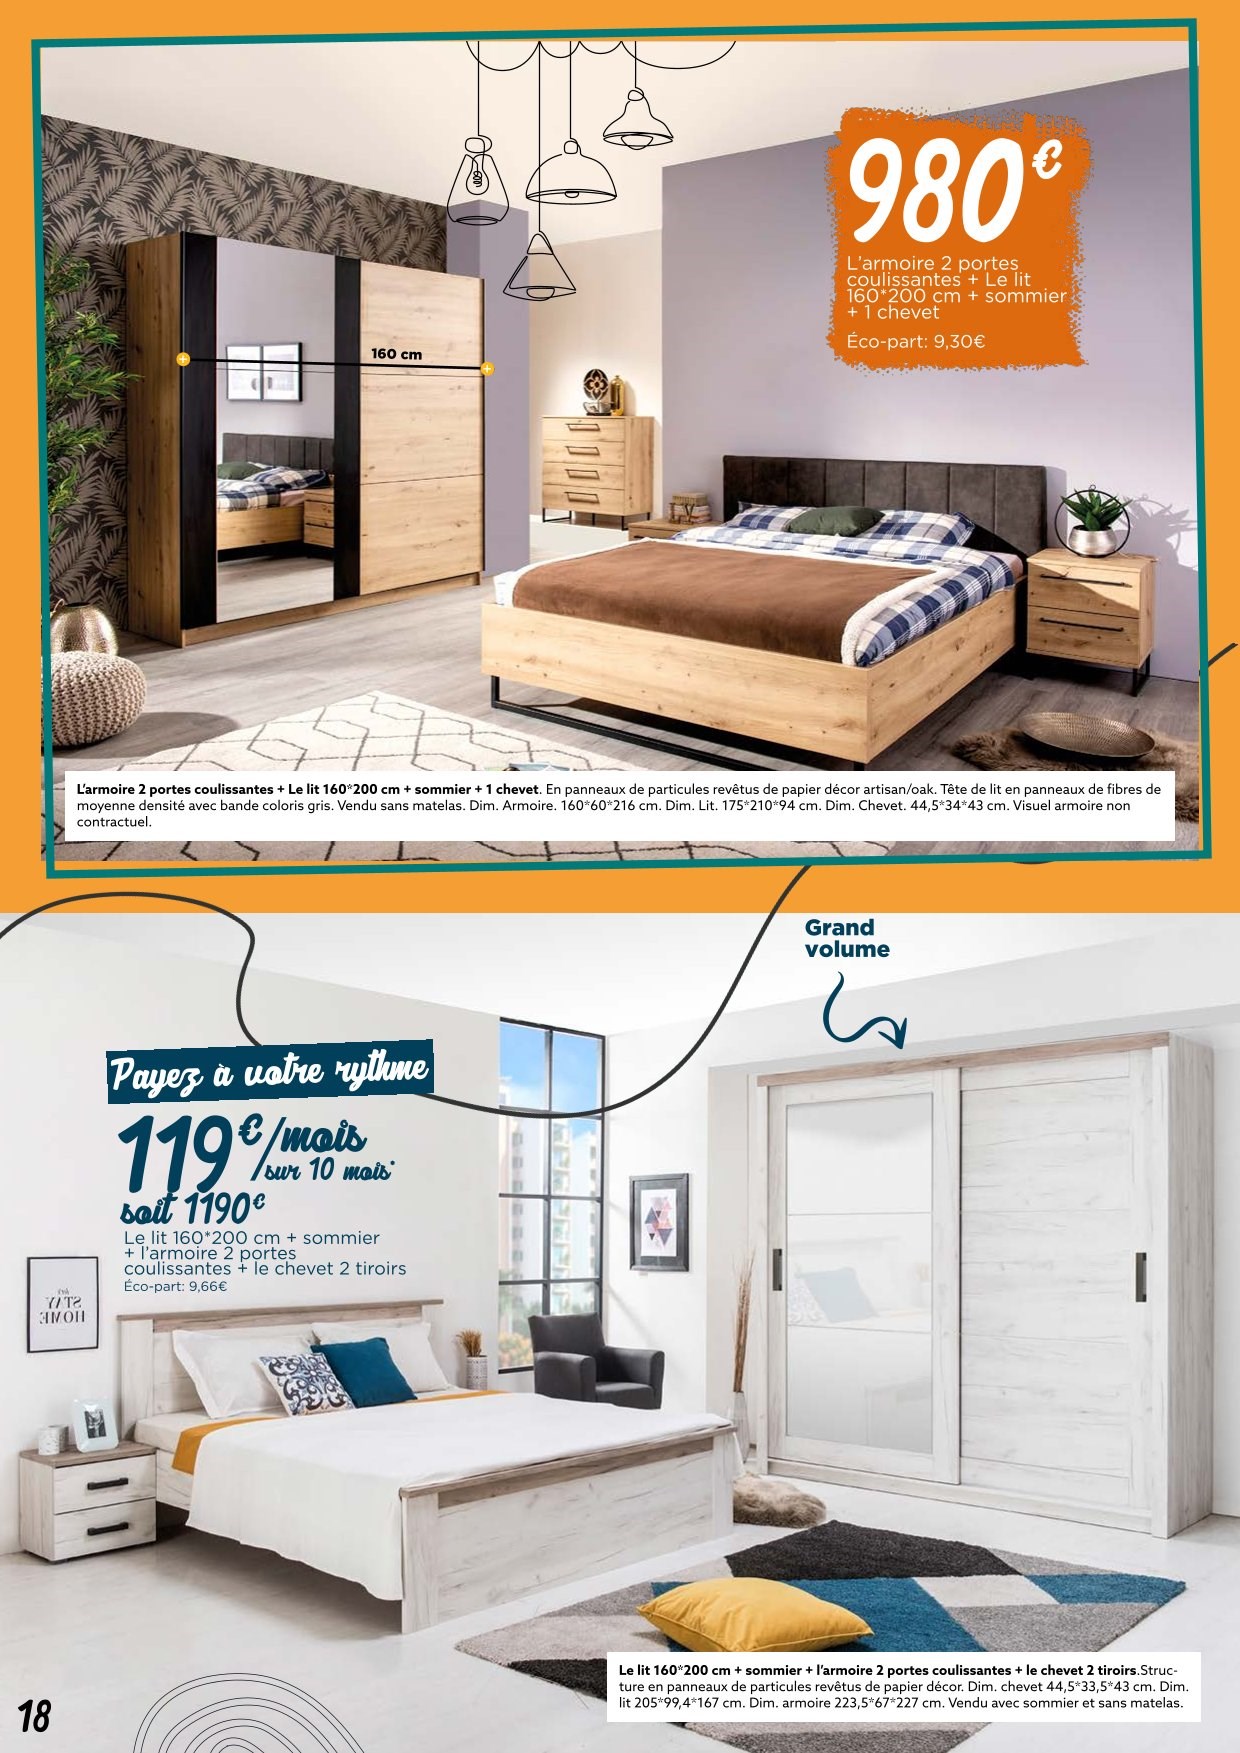 980€
L'armoire 2 portes
coulissantes + Le lit
160*200 cm + sommier
+ 1 chevet
Éco-part: 9,30€
160 cm
L'armoire 2 portes coulissantes + Le lit 160*200 cm + sommier + 1 chevet. En panneaux de particules revêtus de papier décor artisan/oak. Tête de lit en panneaux de fibres de
moyenne densité avec bande coloris gris. Vendu sans matelas. Dim. Armoire. 160*60*216 cm. Dim. Lit. 175*210*94 cm. Dim. Chevet. 44,5*34*43 cm. Visuel armoire non
contractuel.
Grand
volume
Payez à votre rythme
119€/mois
sur 10 mois*
soit 1190€
Le lit 160*200 cm + sommier
+ l'armoire 2 portes
coulissantes + le chevet 2 tiroirs
Éco-part: 9,66€
STAY
HOME
Le lit 160*200 cm + sommier + l'armoire 2 portes coulissantes + le chevet 2 tiroirs.Struc-
ture en panneaux de particules revêtus de papier décor. Dim. chevet 44,5*33,5*43 cm. Dim.
lit 205*99,4*167 cm. Dim. armoire 223,5*67*227 cm. Vendu avec sommier et sans matelas.
18